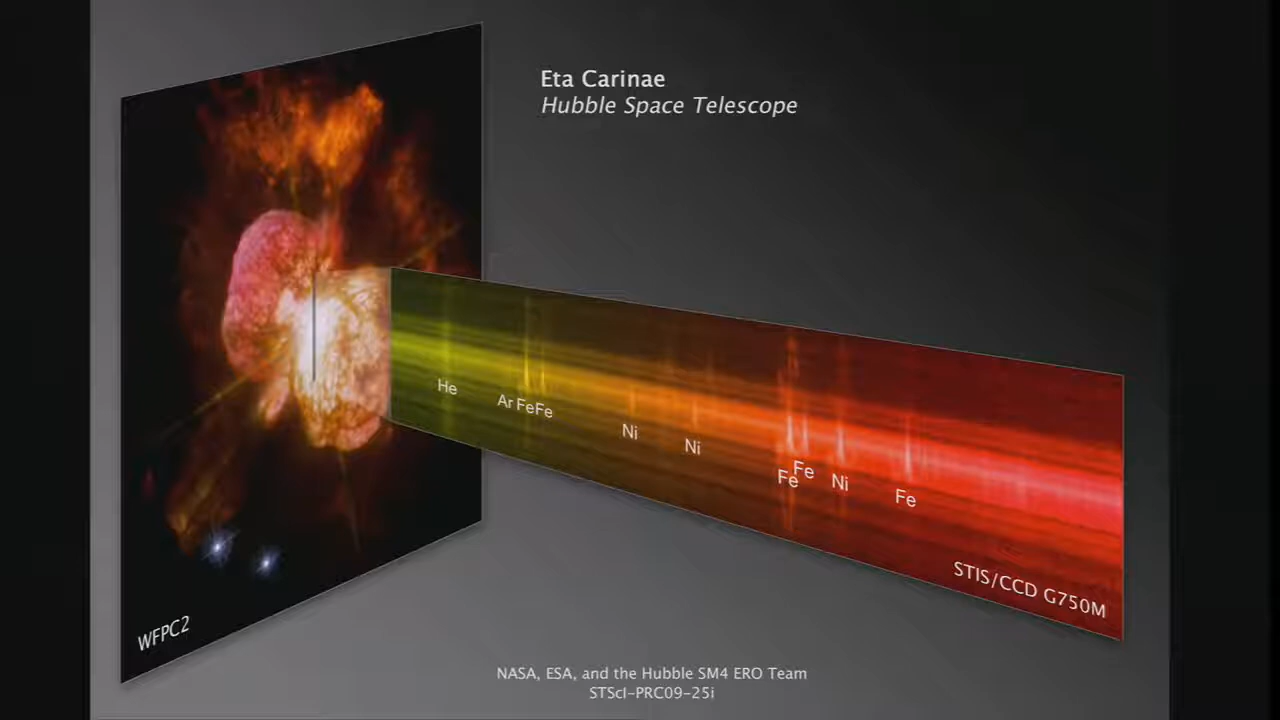 Eta Carinae
Hubble Space Telescope
He
Ar Fe Fe
Ni
Ni
Fe
Fe
Ni
Fe
STIS/CCD G750M
WFPC2
NASA, ESA, and the Hubble SM4 ERO Team
STScI-PRC09-25i